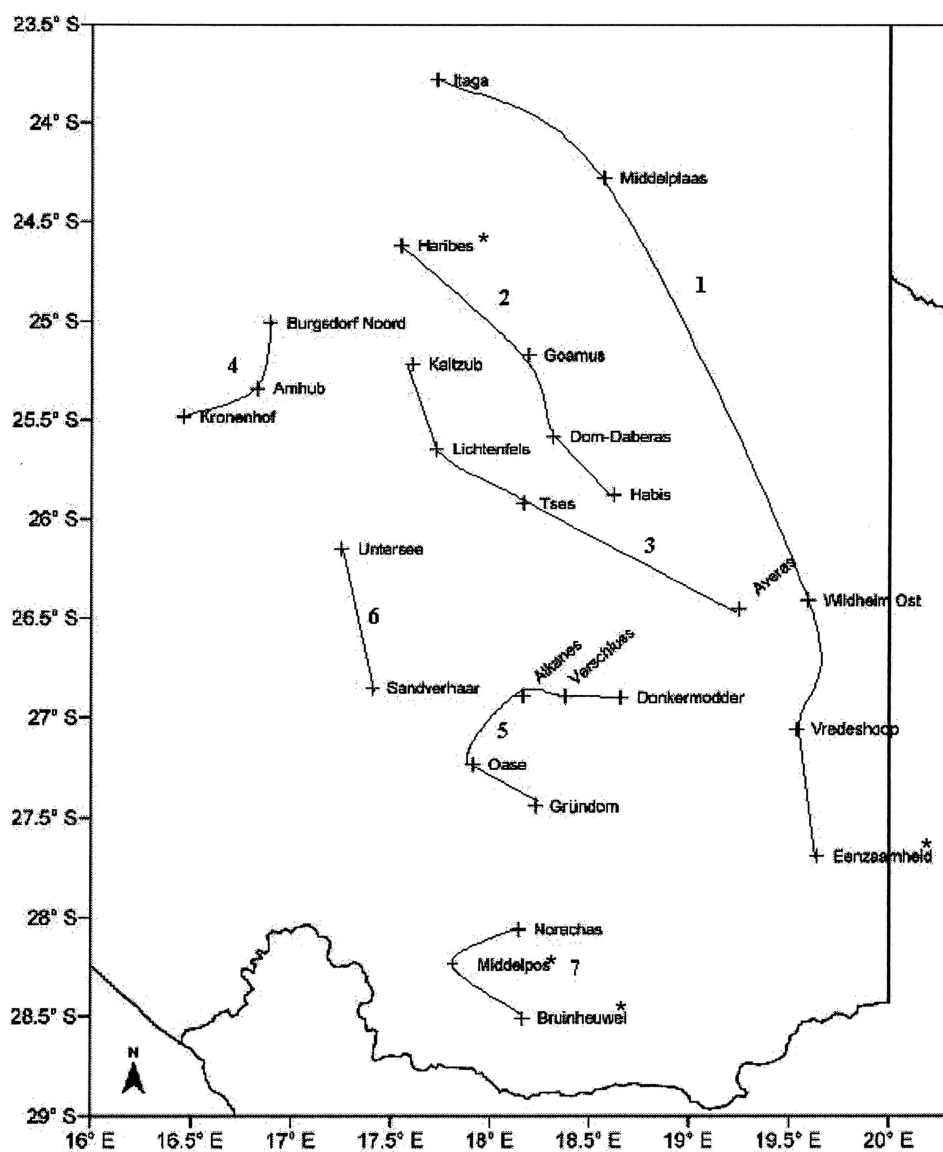 23.5° S
Itaga
24° S
Middelplaas
24.5° S
Haribes*
1
2
25° S
Burgsdorf Noord
Goamus
Kaltzub
4
Amhub
25.5° S
Kronenhof
Dom-Daberas
Lichtenfels
Habis
Tses
26° S
3
Untersee
Averas
Wildheim Ost
26.5° S
6
Alkanes
Verschluss
Sandverhaar
Donkermodder
27° S
5
Vredeshoop
Oase
Gründorn
27.5° S
Eenzaamheid*
28° S
Norachas
Middelpos*
7
28.5° S
Bruinheuwel*
N
29° S
16° E 16.5° E 17° E 17.5° E 18° E 18.5° E 19° E 19.5° E 20° E